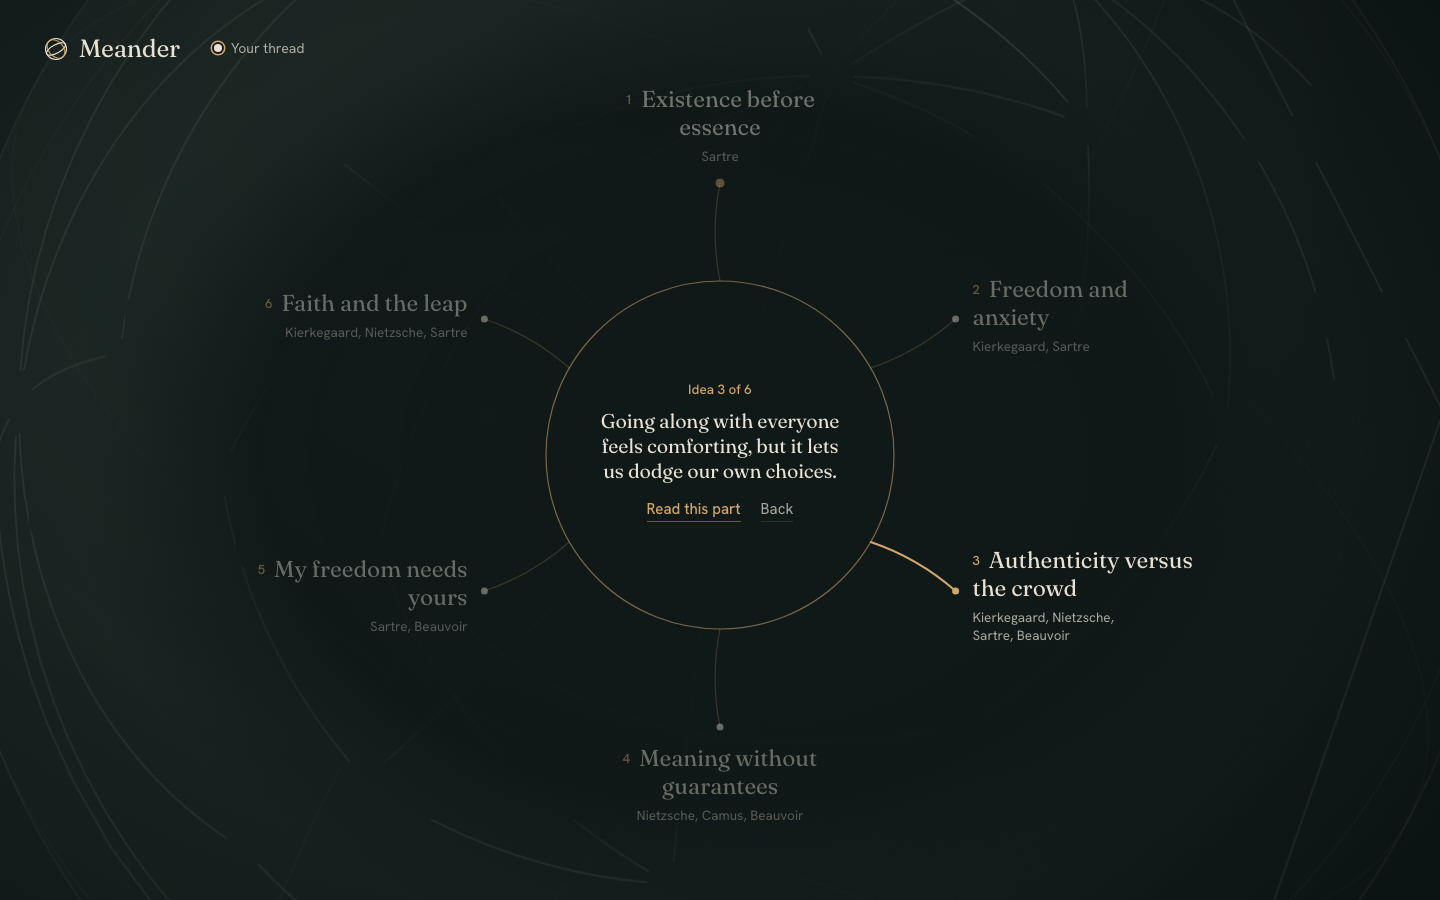 Meander
Your thread
1 Existence before
essence
Sartre
6 Faith and the leap
Kierkegaard, Nietzsche, Sartre
2 Freedom and
anxiety
Kierkegaard, Sartre
Idea 3 of 6
Going along with everyone
feels comforting, but it lets
us dodge our own choices.
Read this part
Back
5 My freedom needs
yours
Sartre, Beauvoir
3 Authenticity versus
the crowd
Kierkegaard, Nietzsche,
Sartre, Beauvoir
4 Meaning without
guarantees
Nietzsche, Camus, Beauvoir